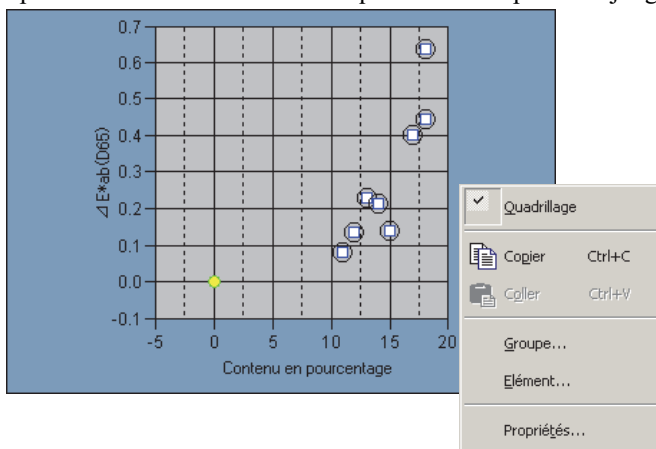 0.7
0.6
0.5
0.4
0.3
0.2
0.1
0.0
-0.1
⊿E*ab(D65)
-5 0 5 10 15 20
Contenu en pourcentage
Quadrillage
Copier Ctrl+C
Coller Ctrl+V
Groupe...
Elément...
Propriétés...